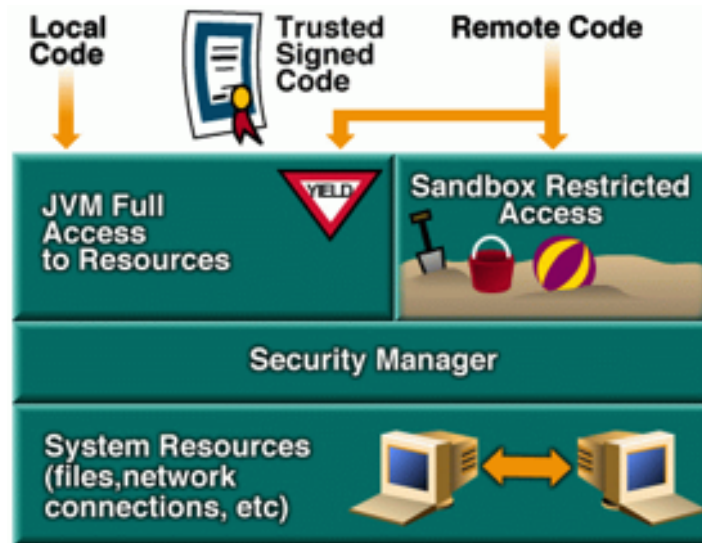 Local
Code
Trusted
Signed
Code
Remote Code
JVM Full
Access
to Resources
YIELD
Sandbox Restricted
Access
Security Manager
System Resources
(files,network
connections, etc)